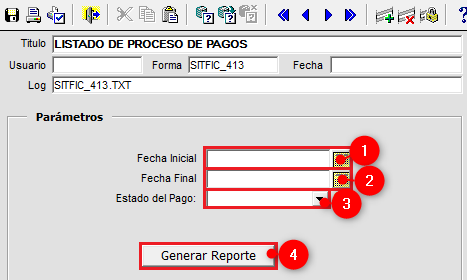 Titulo LISTADO DE PROCESO DE PAGOS
Usuario Forma SITFIC_413 Fecha
Log SITFIC_413.TXT
Parámetros
Fecha Inicial 1
Fecha Final 2
Estado del Pago: 3
Generar Reporte 4